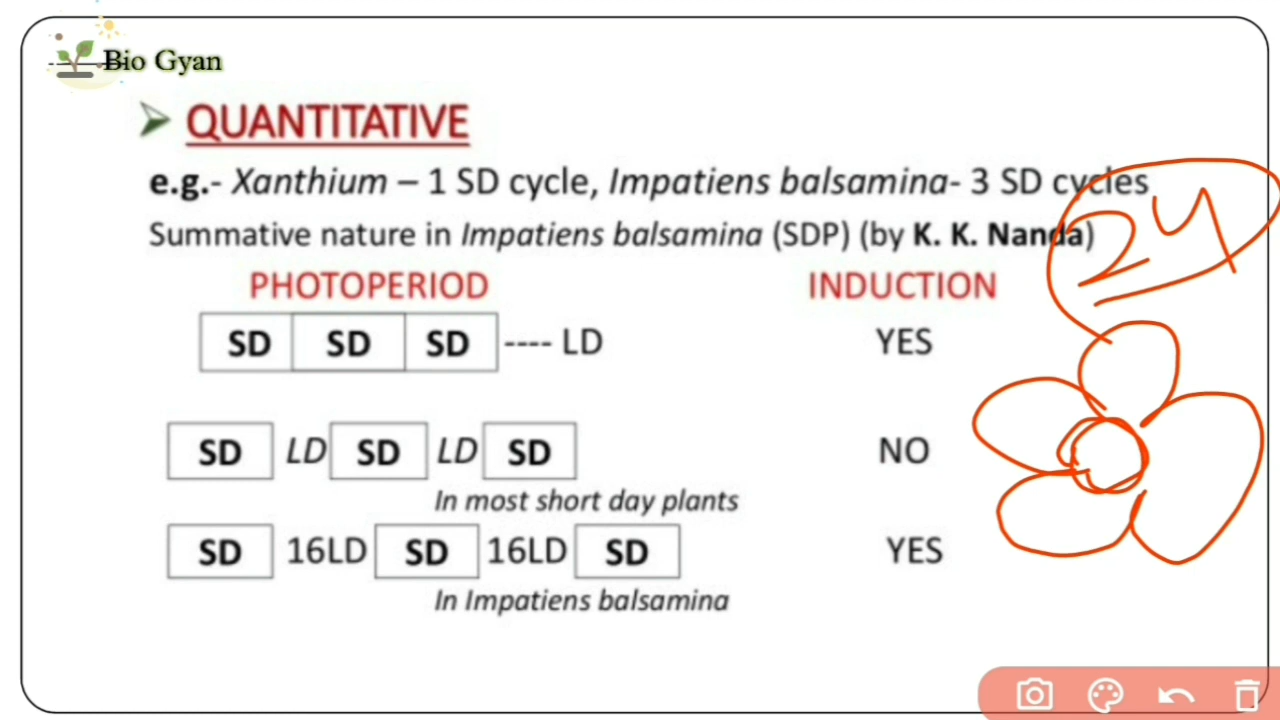 Bio Gyan
QUANTITATIVE
e.g.- Xanthium – 1 SD cycle, Impatiens balsamina- 3 SD cycles
Summative nature in Impatiens balsamina (SDP) (by K. K. Nanda)
24
PHOTOPERIOD INDUCTION
SD SD SD ---- LD YES
SD LD SD LD SD NO
In most short day plants
SD 16LD SD 16LD SD YES
In Impatiens balsamina